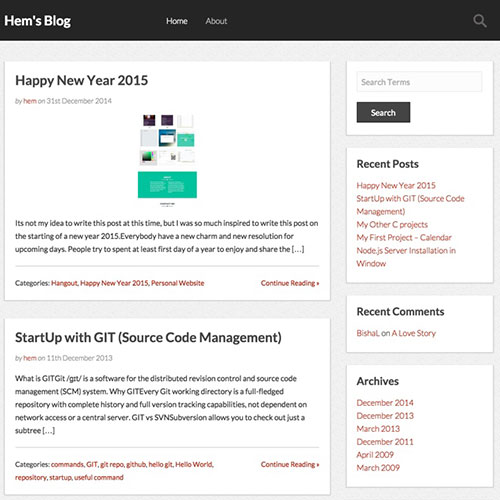 Hem's Blog
Home
About
Happy New Year 2015
by hem on 31st December 2014
Its not my idea to write this post at this time, but I was so much inspired to write this post on
the starting of a new year 2015.Everybody have a new charm and new resolution for
upcoming days. People try to spent at least first day of a year to enjoy and share the […]
Categories: Hangout, Happy New Year 2015, Personal Website
Continue Reading »
StartUp with GIT (Source Code Management)
by hem on 11th December 2013
What is GITGit /gɪt/ is a software for the distributed revision control and source code
management (SCM) system. Why GITEvery Git working directory is a full-fledged
repository with complete history and full version tracking capabilities, not dependent on
network access or a central server. GIT vs SVNSubversion allows you to check out just a
subtree […]
Categories: commands, GIT, git repo, github, hello git, Hello World,
repository, startup, useful command
Continue Reading »
Search Terms
Search
Recent Posts
Happy New Year 2015
StartUp with GIT (Source Code
Management)
My Other C projects
My First Project – Calendar
Node.js Server Installation in
Window
Recent Comments
BishaL on A Love Story
Archives
December 2014
December 2013
March 2013
December 2011
April 2009
March 2009